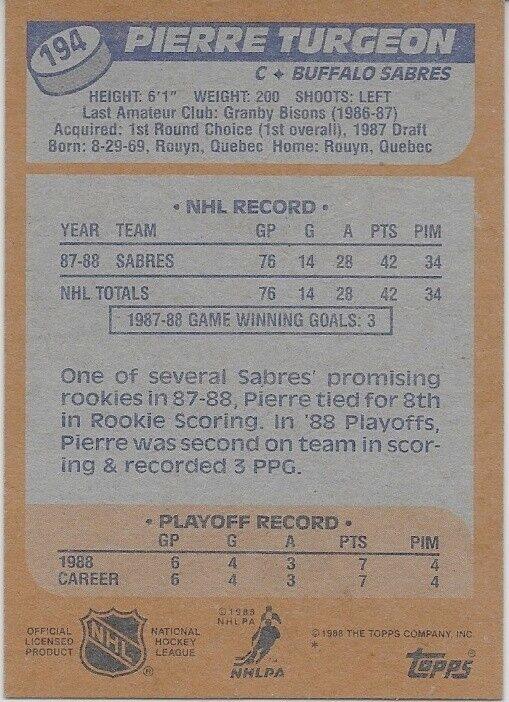 194
PIERRE TURGEON
C ✦ BUFFALO SABRES
HEIGHT: 6'1" WEIGHT: 200 SHOOTS: LEFT
Last Amateur Club: Granby Bisons (1986-87)
Acquired: 1st Round Choice (1st overall), 1987 Draft
Born: 8-29-69, Rouyn, Quebec Home: Rouyn, Quebec
• NHL RECORD •
YEAR TEAM GP G A PTS PIM
87-88 SABRES 76 14 28 42 34
NHL TOTALS 76 14 28 42 34
1987-88 GAME WINNING GOALS: 3
One of several Sabres' promising
rookies in 87-88, Pierre tied for 8th
in Rookie Scoring. In '88 Playoffs,
Pierre was second on team in scor-
ing & recorded 3 PPG.
• PLAYOFF RECORD •
GP G A PTS PIM
1988 6 4 3 7 4
CAREER 6 4 3 7 4
OFFICIAL
LICENSED
PRODUCT
NHL
®
NATIONAL
HOCKEY
LEAGUE
©1988
NHLPA
NHLPA
©1988 THE TOPPS COMPANY, INC.
*
topps®